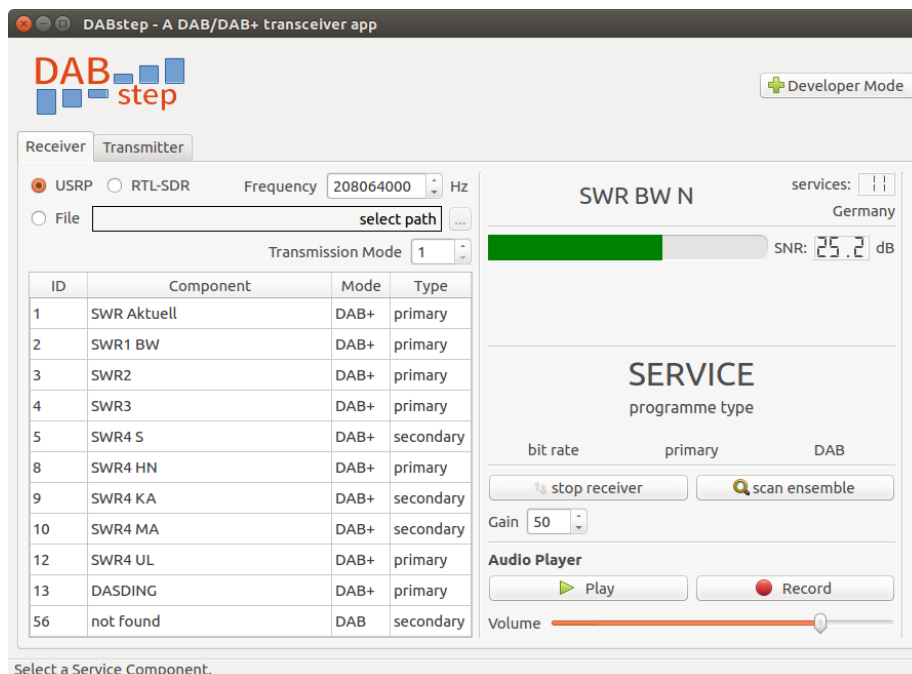 DABstep - A DAB/DAB+ transceiver app
DAB
step
Developer Mode
Receiver Transmitter
USRP RTL-SDR Frequency 208064000 Hz
File select path ...
Transmission Mode 1
ID Component Mode Type
1 SWR Aktuell DAB+ primary
2 SWR1 BW DAB+ primary
3 SWR2 DAB+ primary
4 SWR3 DAB+ primary
5 SWR4 S DAB+ secondary
8 SWR4 HN DAB+ primary
9 SWR4 KA DAB+ secondary
10 SWR4 MA DAB+ secondary
12 SWR4 UL DAB+ primary
13 DASDING DAB+ primary
56 not found DAB secondary
SWR BW N
services: 11
Germany
SNR: 25.2 dB
SERVICE
programme type
bit rate primary DAB
stop receiver scan ensemble
Gain 50
Audio Player
Play Record
Volume
Select a Service Component.